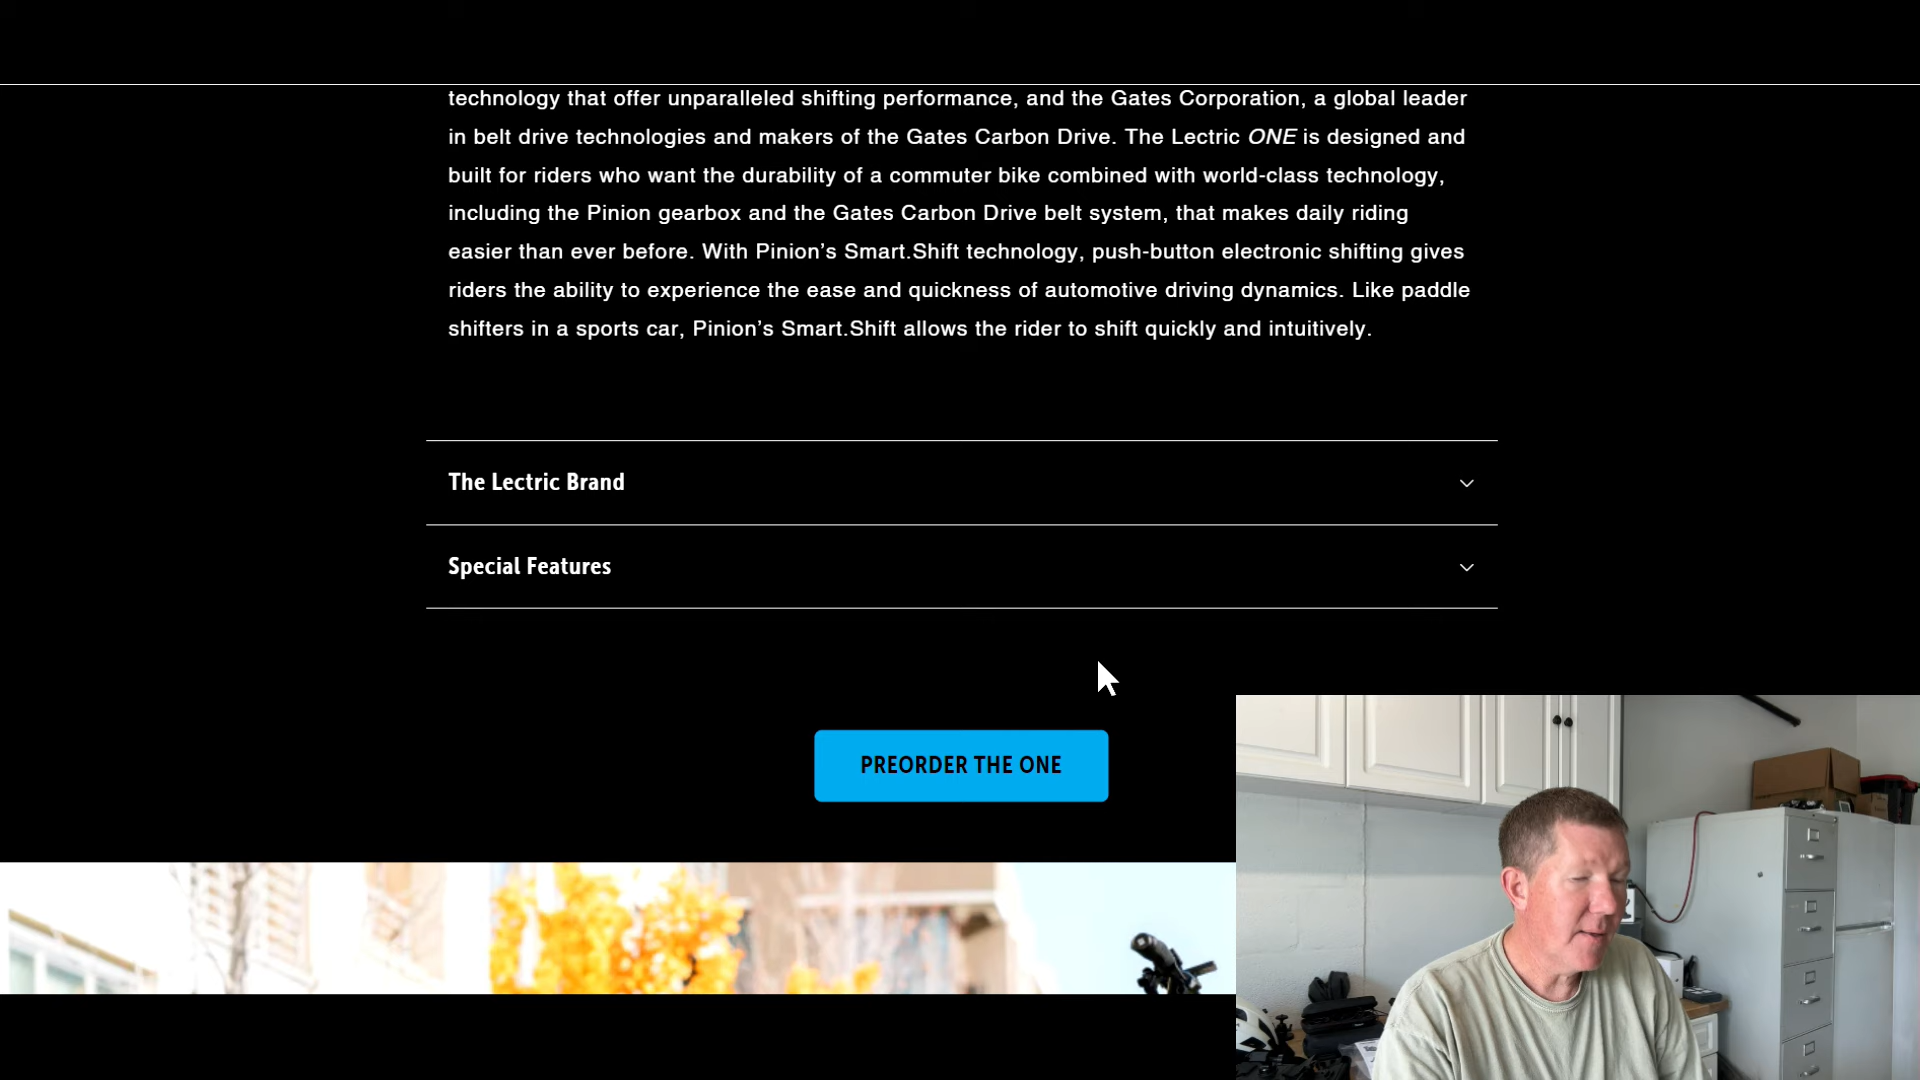 technology that offer unparalleled shifting performance, and the Gates Corporation, a global leader
in belt drive technologies and makers of the Gates Carbon Drive. The Lectric ONE is designed and
built for riders who want the durability of a commuter bike combined with world-class technology,
including the Pinion gearbox and the Gates Carbon Drive belt system, that makes daily riding
easier than ever before. With Pinion’s Smart.Shift technology, push-button electronic shifting gives
riders the ability to experience the ease and quickness of automotive driving dynamics. Like paddle
shifters in a sports car, Pinion’s Smart.Shift allows the rider to shift quickly and intuitively.
The Lectric Brand
Special Features
PREORDER THE ONE